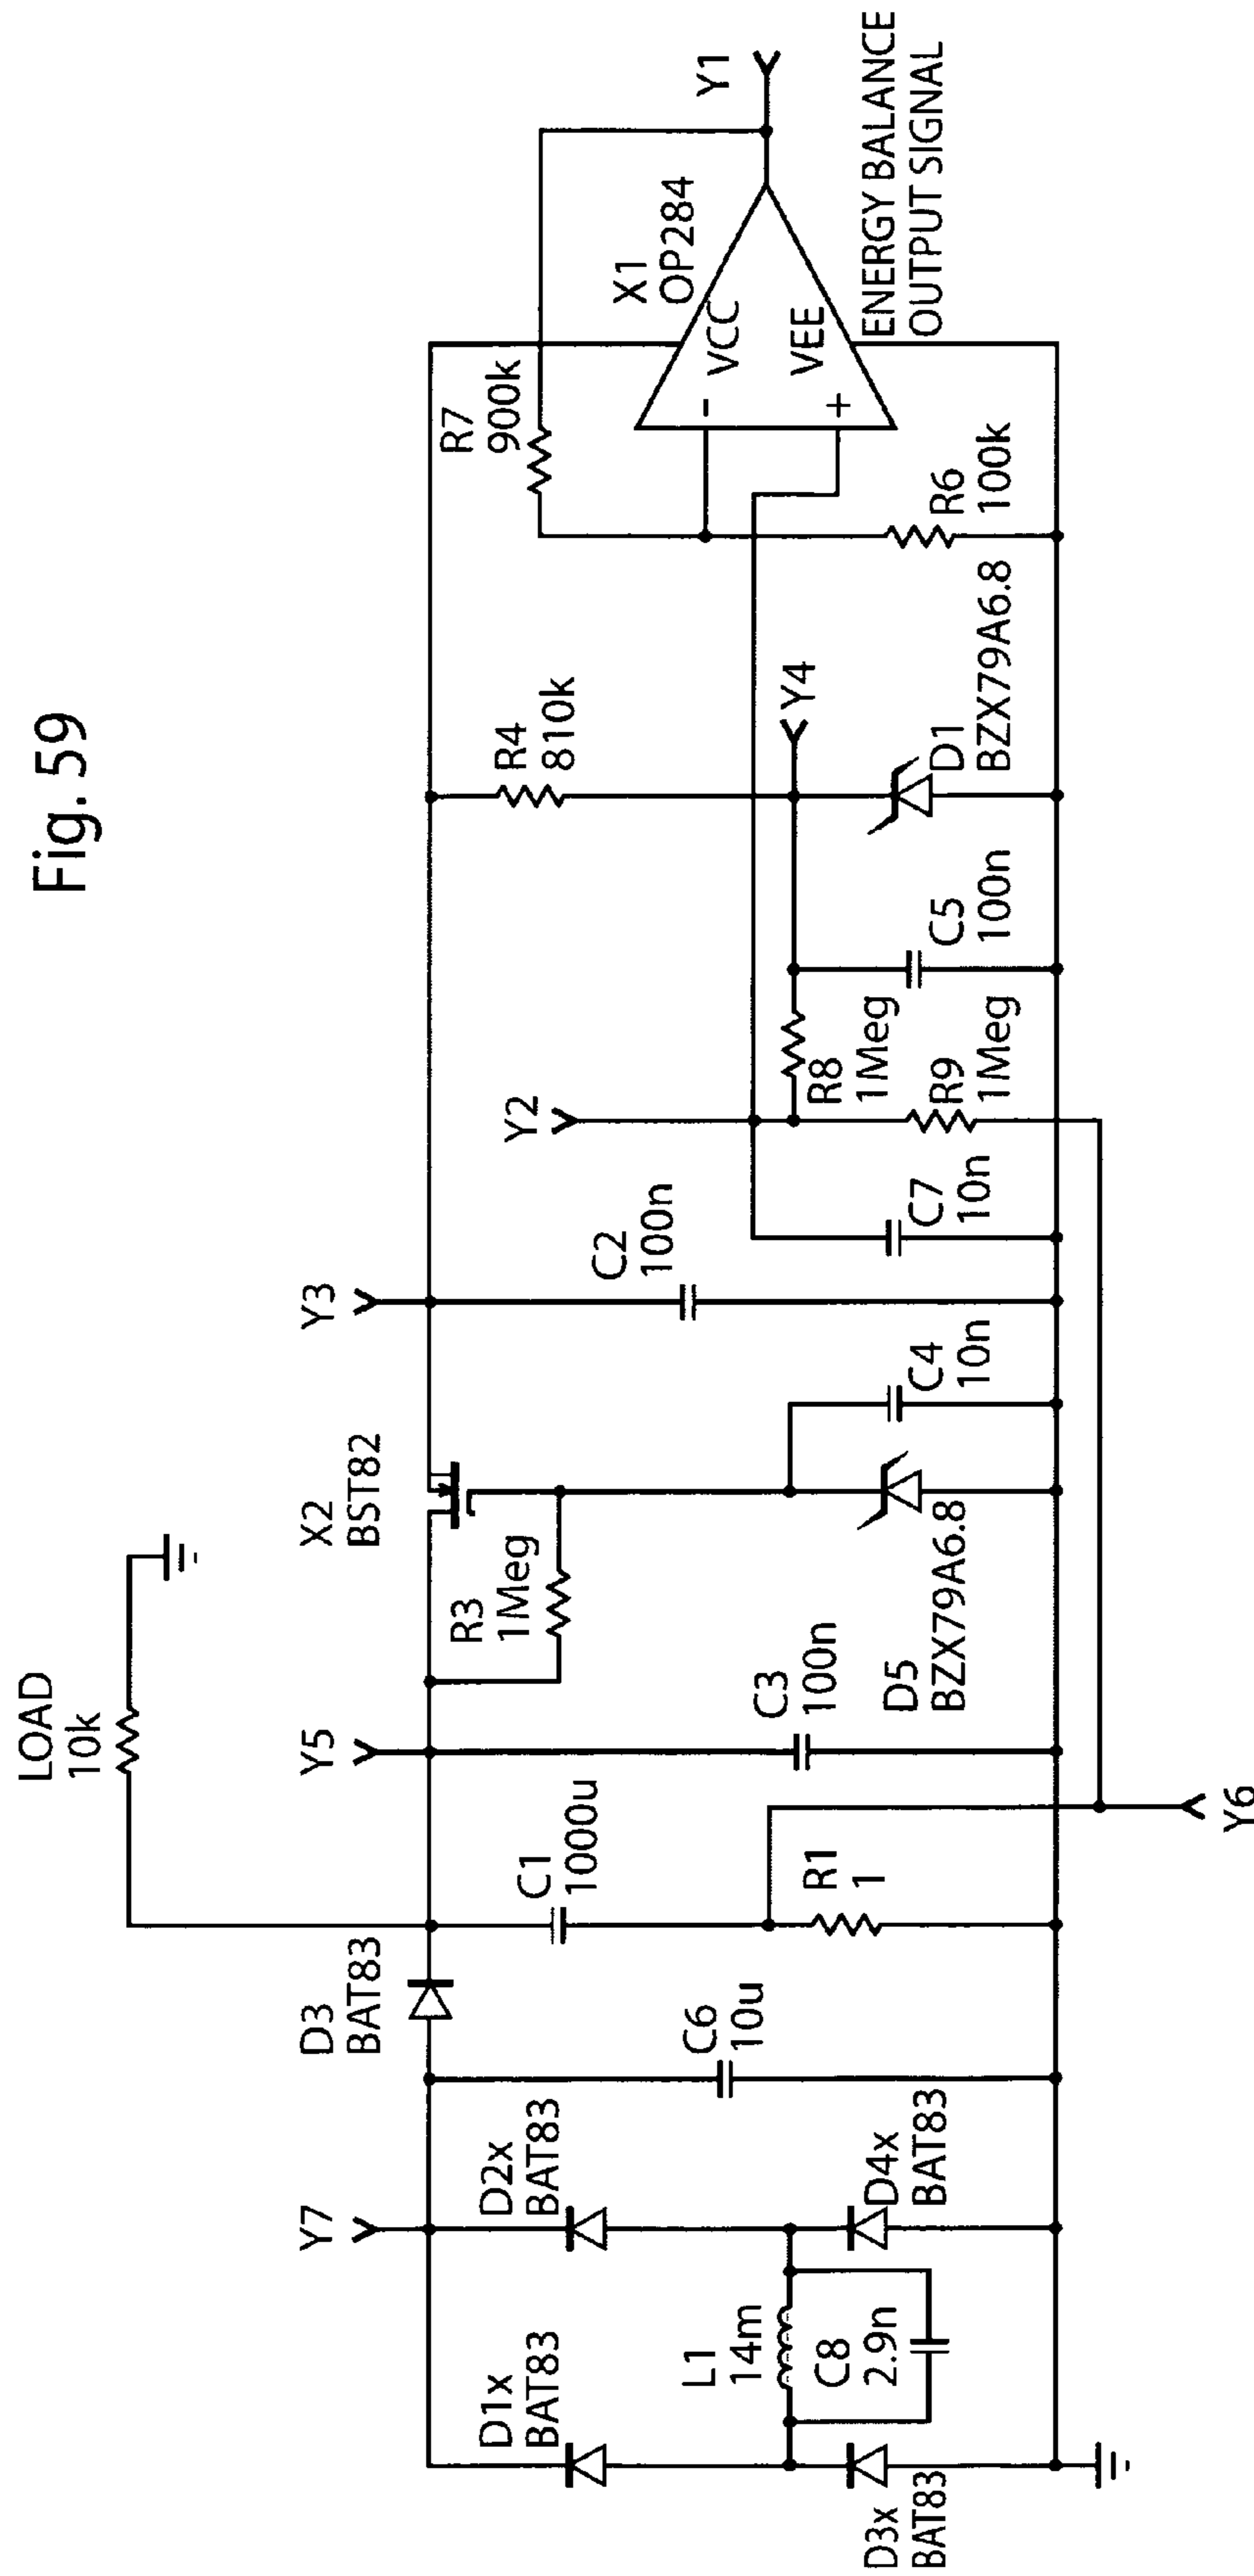 Fig. 59
LOAD
10k
Y7
D3
BAT83
Y5
X2
BST82
Y3
D1x
BAT83
D2x
BAT83
C1
1000u
R3
1Meg
Y2
R4
810k
R7
900k
X1
OP284
Y1
L1
14m
C6
10u
C3
100n
C2
100n
Y4
VCC
VEE
-
+
C8
2.9n
R1
1
R8
1Meg
D3x
BAT83
D4x
BAT83
D5
BZX79A6.8
C4
10n
C7
10n
R9
1Meg
C5
100n
D1
BZX79A6.8
R6
100k
ENERGY BALANCE
OUTPUT SIGNAL
Y6